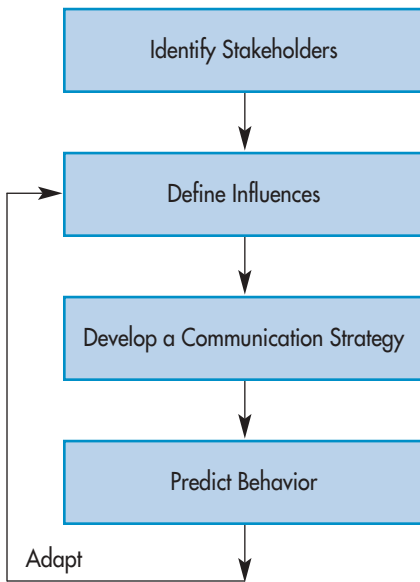 Identify Stakeholders
Define Influences
Develop a Communication Strategy
Predict Behavior
Adapt